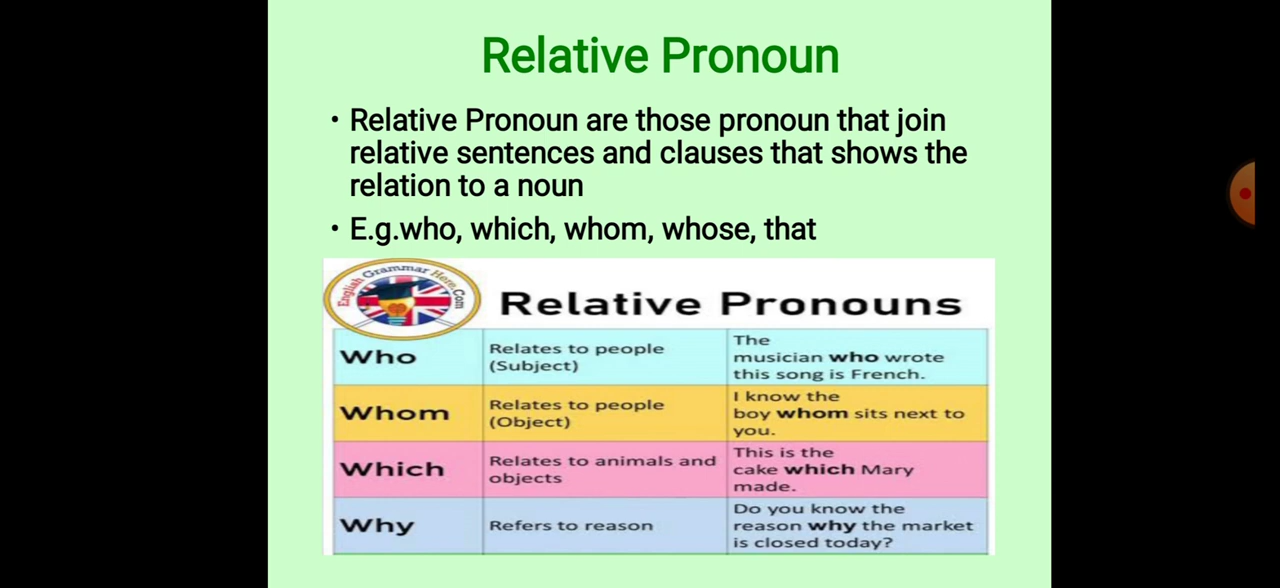 Relative Pronoun
• Relative Pronoun are those pronoun that join
relative sentences and clauses that shows the
relation to a noun
• E.g.who, which, whom, whose, that
English Grammar Here.Com
Relative Pronouns
Who
Relates to people
(Subject)
The
musician who wrote
this song is French.
Whom
Relates to people
(Object)
I know the
boy whom sits next to
you.
Which
Relates to animals and
objects
This is the
cake which Mary
made.
Why
Refers to reason
Do you know the
reason why the market
is closed today?